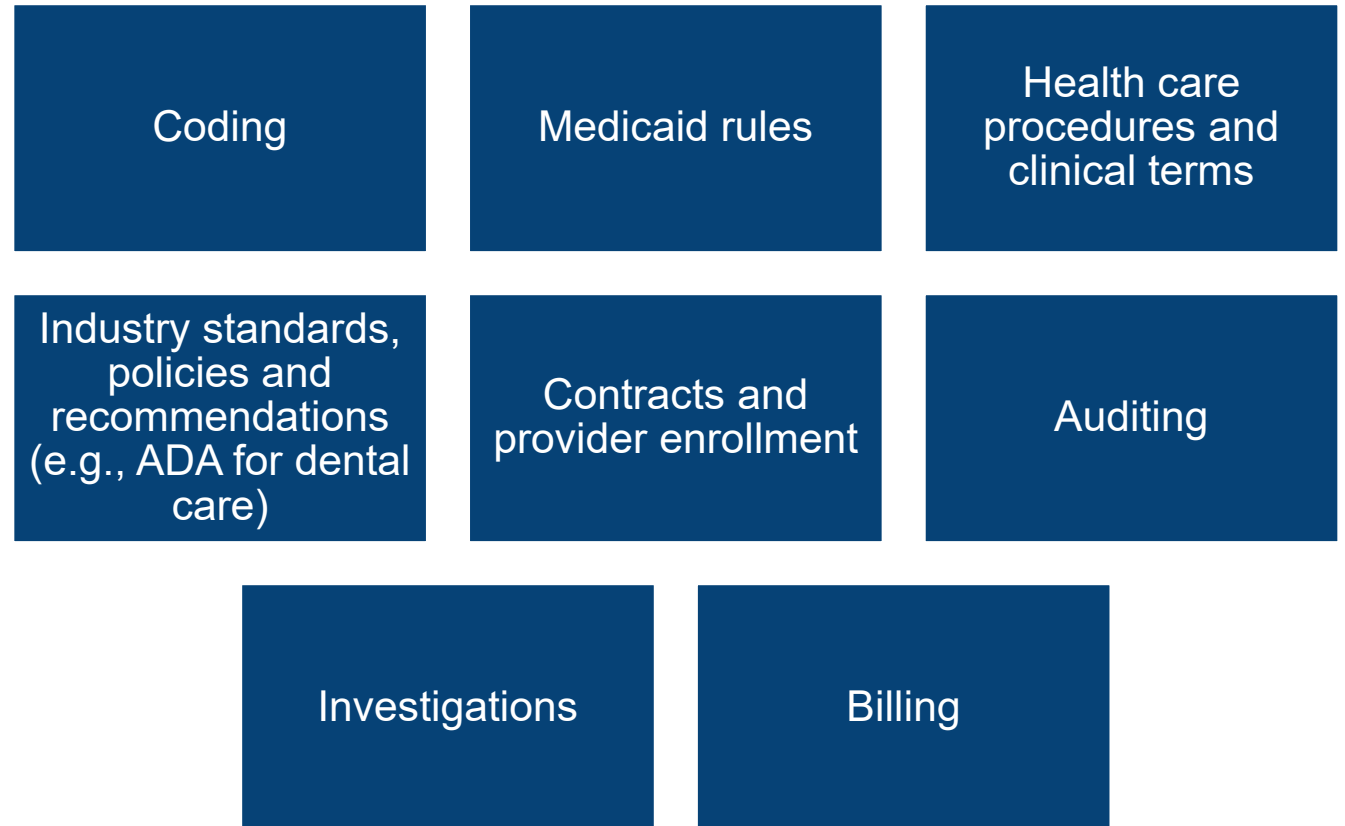 Coding
Medicaid rules
Health care
procedures and
clinical terms
Industry standards,
policies and
recommendations
(e.g., ADA for dental
care)
Contracts and
provider enrollment
Auditing
Investigations
Billing